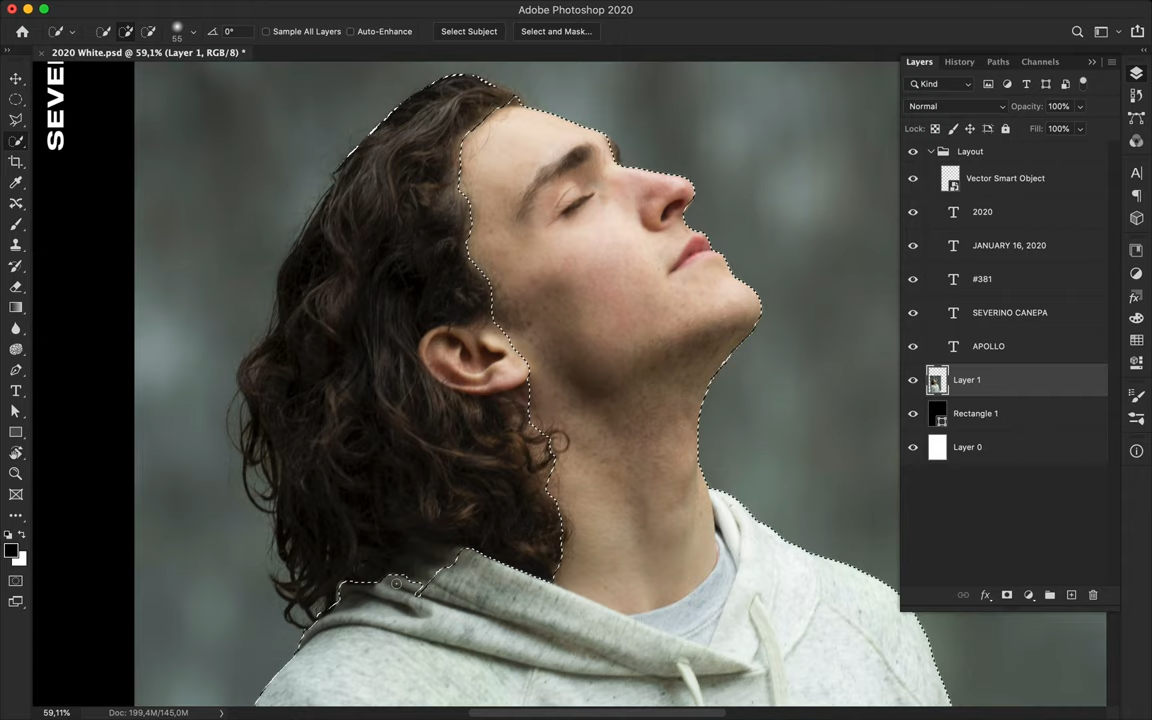 Adobe Photoshop 2020
55
0°
Sample All Layers
Auto-Enhance
Select Subject
Select and Mask...
2020 White.psd @ 59,1% (Layer 1, RGB/8) *
SEVE
Layers
History
Paths
Channels
Kind
Normal
Opacity: 100%
Lock:
Fill: 100%
Layout
Vector Smart Object
2020
JANUARY 16, 2020
#381
SEVERINO CANEPA
APOLLO
Layer 1
Rectangle 1
Layer 0
59,11%
Doc: 199,4M/145,0M